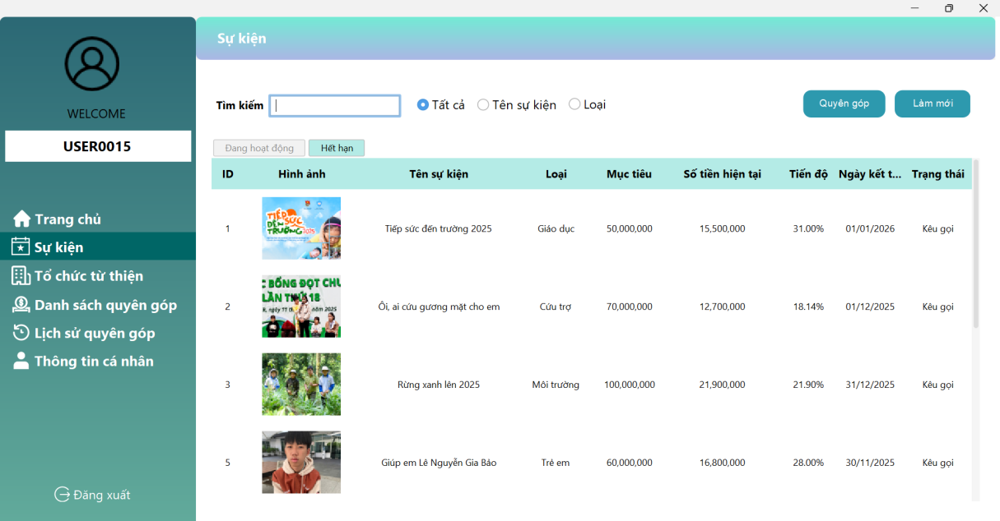 Sự kiện
WELCOME
USER0015
Trang chủ
Sự kiện
Tổ chức từ thiện
Danh sách quyên góp
Lịch sử quyên góp
Thông tin cá nhân
Đăng xuất
Tìm kiếm Tất cả Tên sự kiện Loại Quyên góp Làm mới
Đang hoạt động Hết hạn
ID Hình ảnh Tên sự kiện Loại Mục tiêu Số tiền hiện tại Tiến độ Ngày kết t... Trạng thái
TIẾP
ĐẾN SỨC
TRƯỜNG 2025
1 Tiếp sức đến trường 2025 Giáo dục 50,000,000 15,500,000 31.00% 01/01/2026 Kêu gọi
C BỔNG ĐỢT CHU
LẦN THỨ 18
năm 2025
2 Ôi, ai cứu gương mặt cho em Cứu trợ 70,000,000 12,700,000 18.14% 01/12/2025 Kêu gọi
3 Rừng xanh lên 2025 Môi trường 100,000,000 21,900,000 21.90% 31/12/2025 Kêu gọi
5 Giúp em Lê Nguyễn Gia Bảo Trẻ em 60,000,000 16,800,000 28.00% 30/11/2025 Kêu gọi